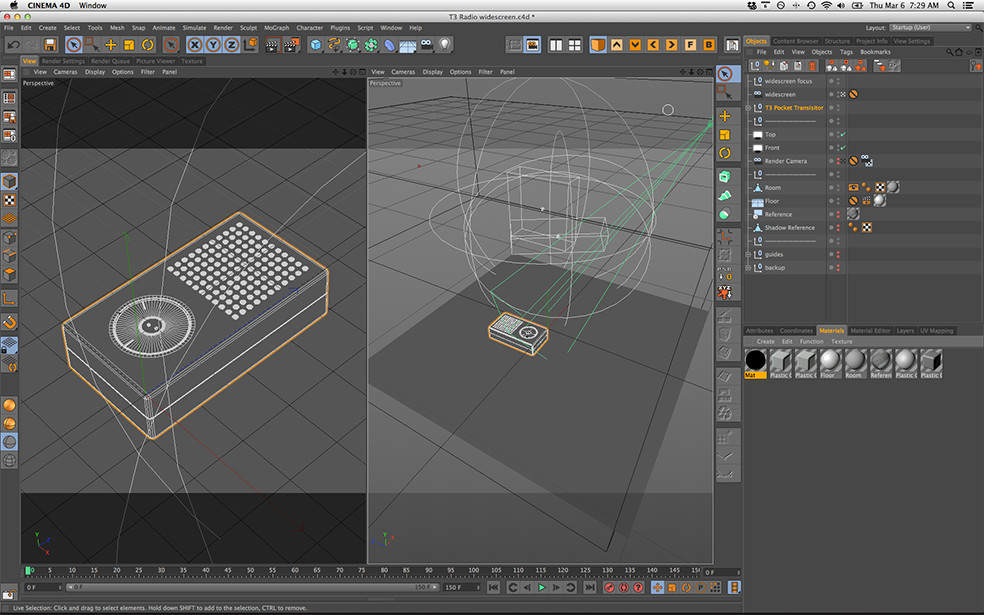 CINEMA 4D Window Thu Mar 6 7:29 AM
T3 Radio widescreen.c4d *
File Edit Create Select Tools Mesh Snap Animate Simulate Render Sculpt MoGraph Character Plugins Script Window Help
Layout: Startup (User)
X Y Z
F B
Objects Content Browser Structure Project Info View Settings
File Edit View Objects Tags Bookmarks
View Render Settings Render Queue Picture Viewer Texture
View Cameras Display Options Filter Panel
View Cameras Display Options Filter Panel
Perspective
Perspective
widescreen focus
widescreen
T3 Pocket Transisitor
Top
Front
Render Camera
Room
Floor
Reference
Shadow Reference
guides
backup
PSR
XYZ
Attributes Coordinates Materials Material Editor Layers UV Mapping
Create Edit Function Texture
Mat Plastic C Plastic C Floor Room Referen Plastic C Plastic C
Y
X
Y
X
0 5 10 15 20 25 30 35 40 45 50 55 60 65 70 75 80 85 90 95 100 105 110 115 120 125 130 135 140 145 0 F
0 F 0 F 150 F 150 F
Live Selection: Click and drag to select elements. Hold down SHIFT to add to the selection, CTRL to remove.